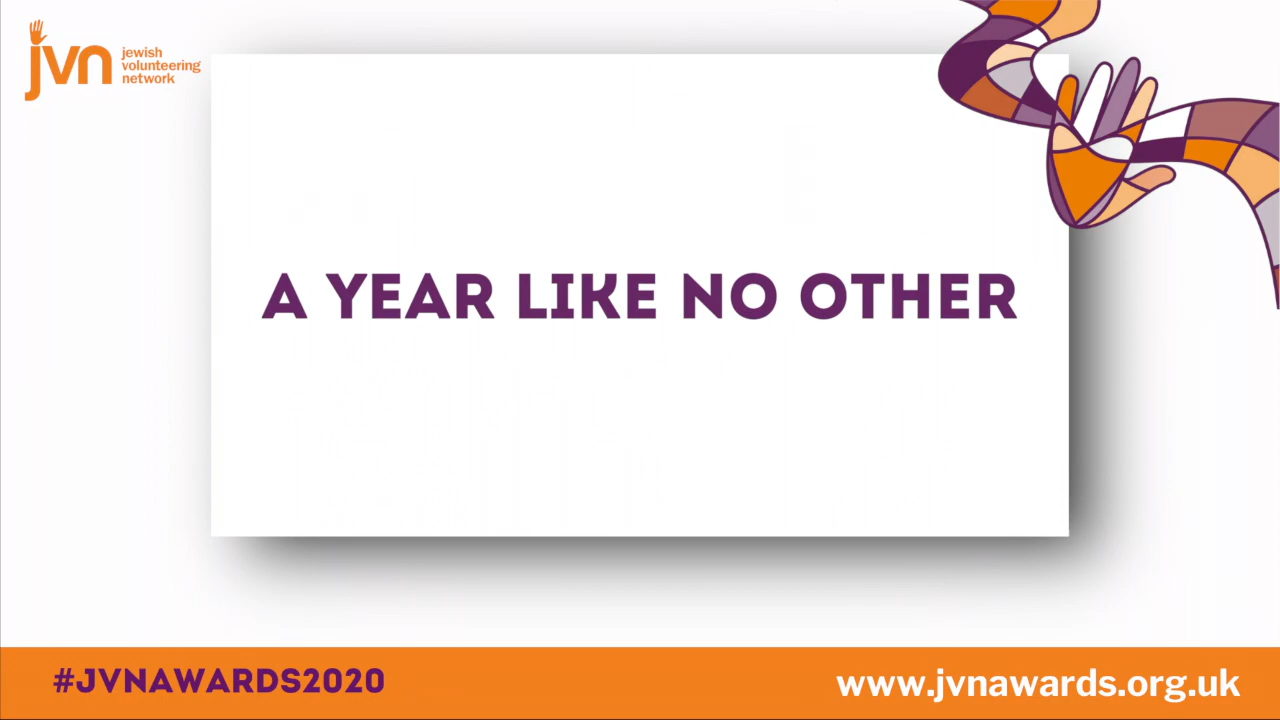 jvn
jewish
volunteering
network
A YEAR LIKE NO OTHER
#JVNAWARDS2020
www.jvnawards.org.uk